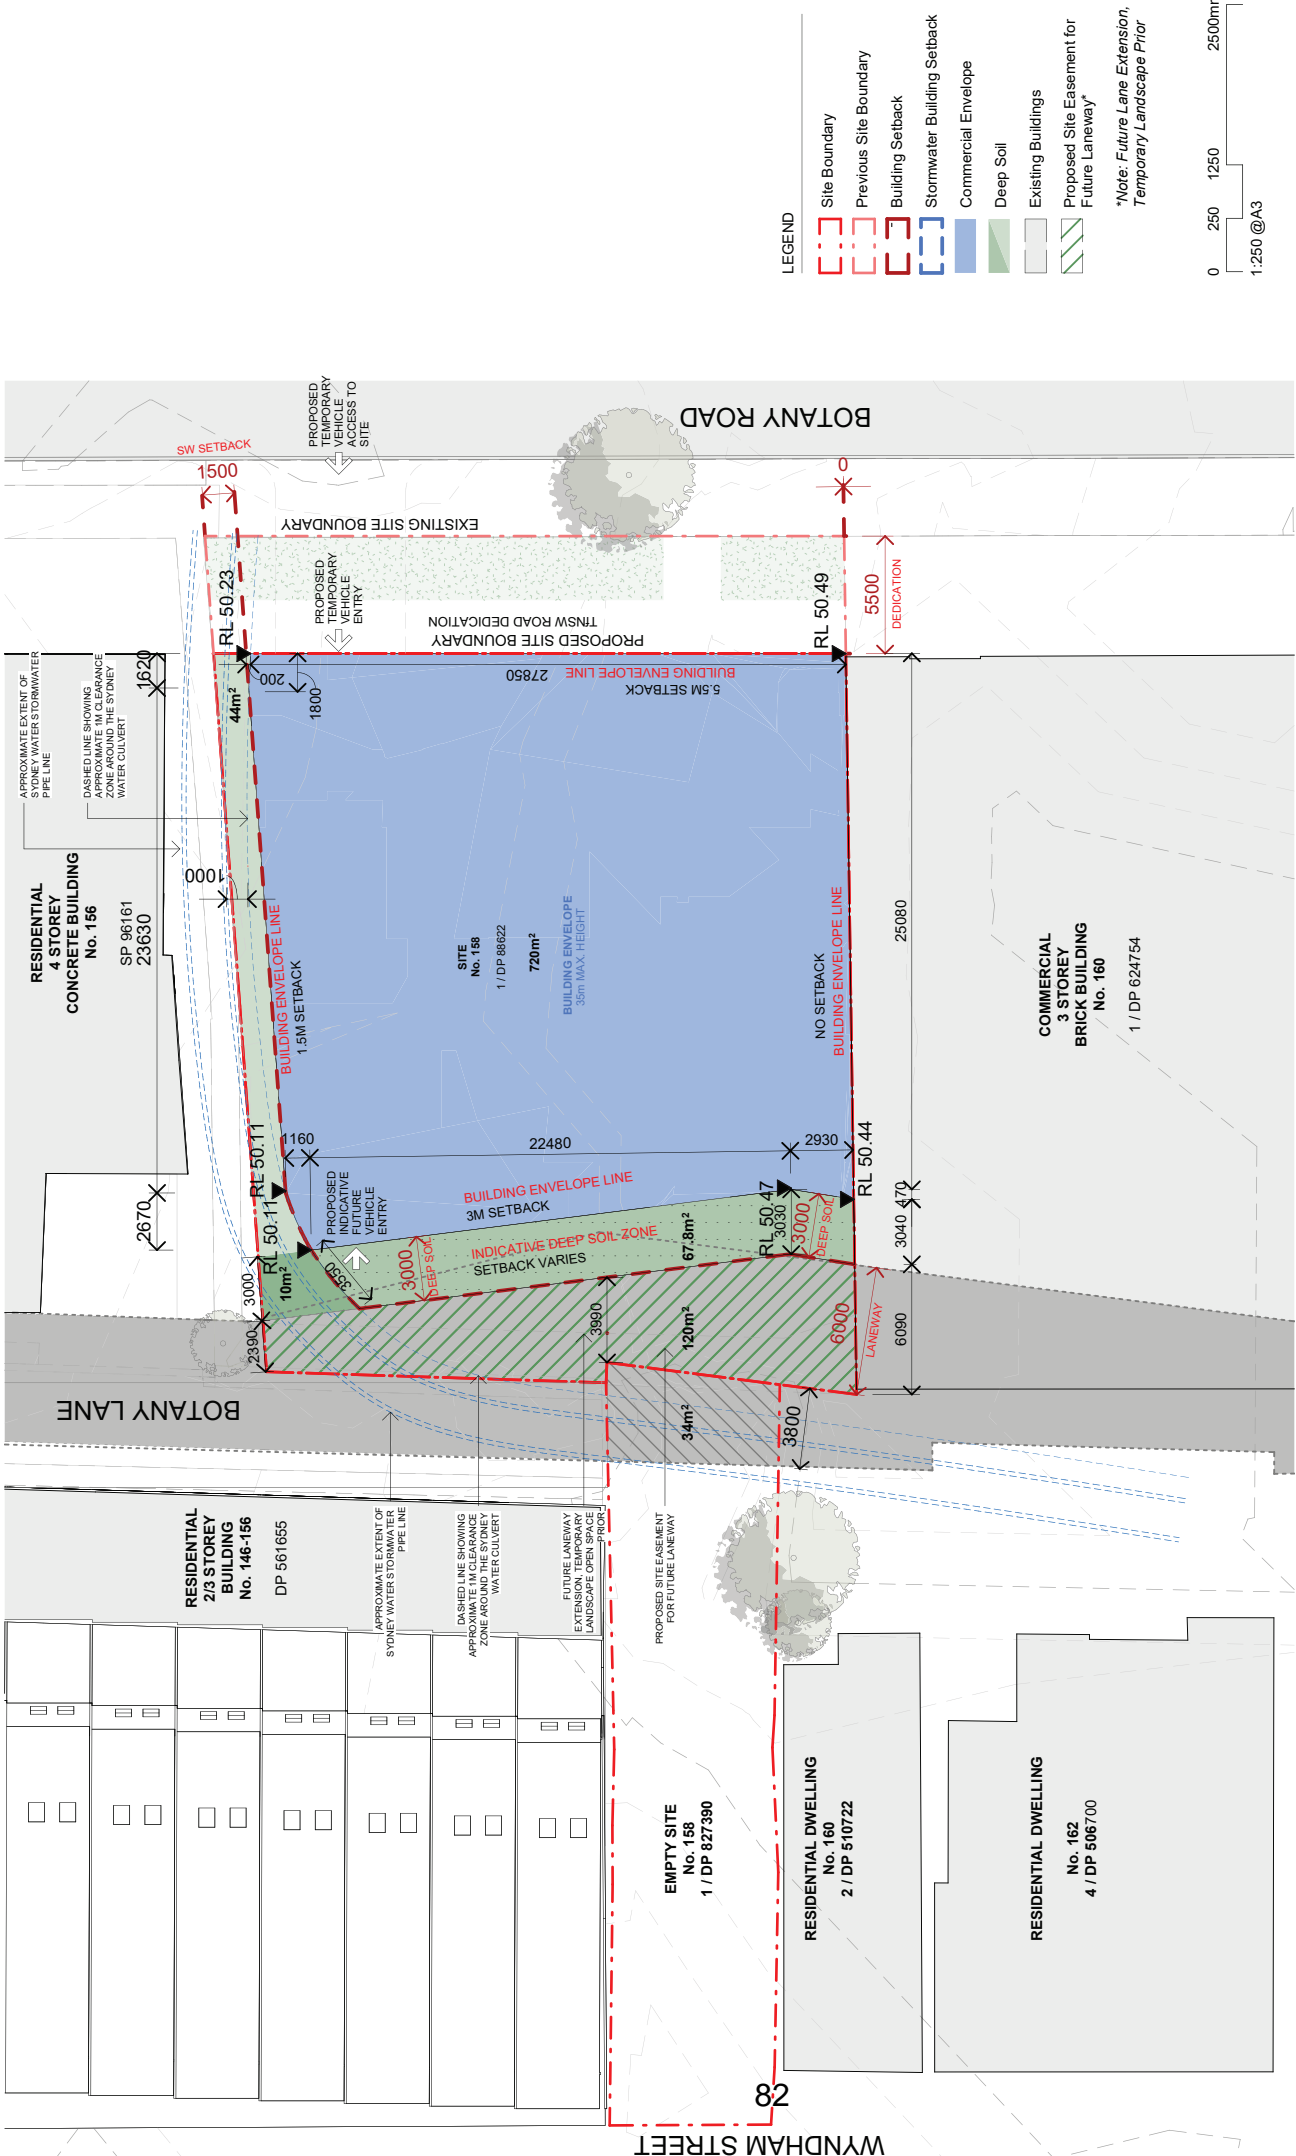 LEGEND
Site Boundary
Previous Site Boundary
Building Setback
Stormwater Building Setback
Commercial Envelope
Deep Soil
Existing Buildings
Proposed Site Easement for
Future Laneway*
*Note: Future Lane Extension,
Temporary Landscape Prior
0 250 1250 2500mm
1:250 @A3
BOTANY ROAD
PROPOSED
TEMPORARY
VEHICLE
ACCESS TO
SITE
SW SETBACK
1500
0
EXISTING SITE BOUNDARY
PROPOSED
TEMPORARY
VEHICLE
ENTRY
TfNSW ROAD DEDICATION
PROPOSED SITE BOUNDARY
5500
DEDICATION
RL 50.23
RL 50.49
BUILDING ENVELOPE LINE
27850
5.5M SETBACK
200
1800
44m²
1620
APPROXIMATE EXTENT OF
SYDNEY WATER STORMWATER
PIPE LINE
DASHED LINE SHOWING
APPROXIMATE 1M CLEARANCE
ZONE AROUND THE SYDNEY
WATER CULVERT
RESIDENTIAL
4 STOREY
CONCRETE BUILDING
No. 156
SP 96161
23630
1000
BUILDING ENVELOPE LINE
1.5M SETBACK
SITE
No. 158
1 / DP 88622
720m²
BUILDING ENVELOPE
35m MAX. HEIGHT
NO SETBACK
BUILDING ENVELOPE LINE
25080
COMMERCIAL
3 STOREY
BRICK BUILDING
No. 160
1 / DP 624754
2670
RL 50.11
RL 50.11
1160
22480
2930
RL 50.44
RL 50.47
PROPOSED
INDICATIVE
FUTURE
VEHICLE
ENTRY
BUILDING ENVELOPE LINE
3M SETBACK
INDICATIVE DEEP SOIL ZONE
SETBACK VARIES
67.8m²
3030
3000
DEEP SOIL
3000
DEEP SOIL
170
3040
3000
10m²
3550
2390
3990
120m²
6000
LANEWAY
6090
BOTANY LANE
34m²
3800
RESIDENTIAL
2/3 STOREY
BUILDING
No. 146-156
DP 561655
APPROXIMATE EXTENT OF
SYDNEY WATER STORMWATER
PIPE LINE
DASHED LINE SHOWING
APPROXIMATE 1M CLEARANCE
ZONE AROUND THE SYDNEY
WATER CULVERT
FUTURE LANEWAY
EXTENSION, TEMPORARY
LANDSCAPE OPEN SPACE
PRIOR
PROPOSED SITE EASEMENT
FOR FUTURE LANEWAY
EMPTY SITE
No. 158
1 / DP 827390
RESIDENTIAL DWELLING
No. 160
2 / DP 510722
RESIDENTIAL DWELLING
No. 162
4 / DP 506700
82
WYNDHAM STREET